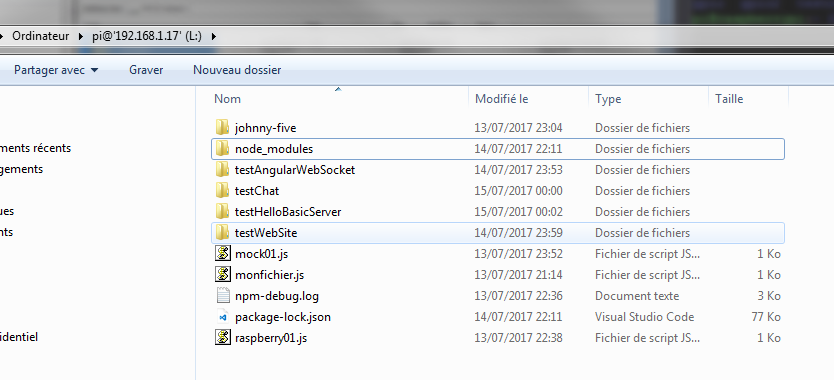 Ordinateur pi@'192.168.1.17' (L:)
Partager avec Graver Nouveau dossier
Nom Modifié le Type Taille
johnny-five 13/07/2017 23:04 Dossier de fichiers
ments récents node_modules 14/07/2017 22:11 Dossier de fichiers
gements testAngularWebSocket 14/07/2017 23:53 Dossier de fichiers
testChat 15/07/2017 00:00 Dossier de fichiers
ues testHelloBasicServer 15/07/2017 00:02 Dossier de fichiers
nts testWebSite 14/07/2017 23:59 Dossier de fichiers
mock01.js 13/07/2017 23:52 Fichier de script JS... 1 Ko
monfichier.js 13/07/2017 21:14 Fichier de script JS... 1 Ko
npm-debug.log 13/07/2017 22:36 Document texte 3 Ko
package-lock.json 14/07/2017 22:11 Visual Studio Code 77 Ko
identiel raspberry01.js 13/07/2017 22:38 Fichier de script JS... 1 Ko